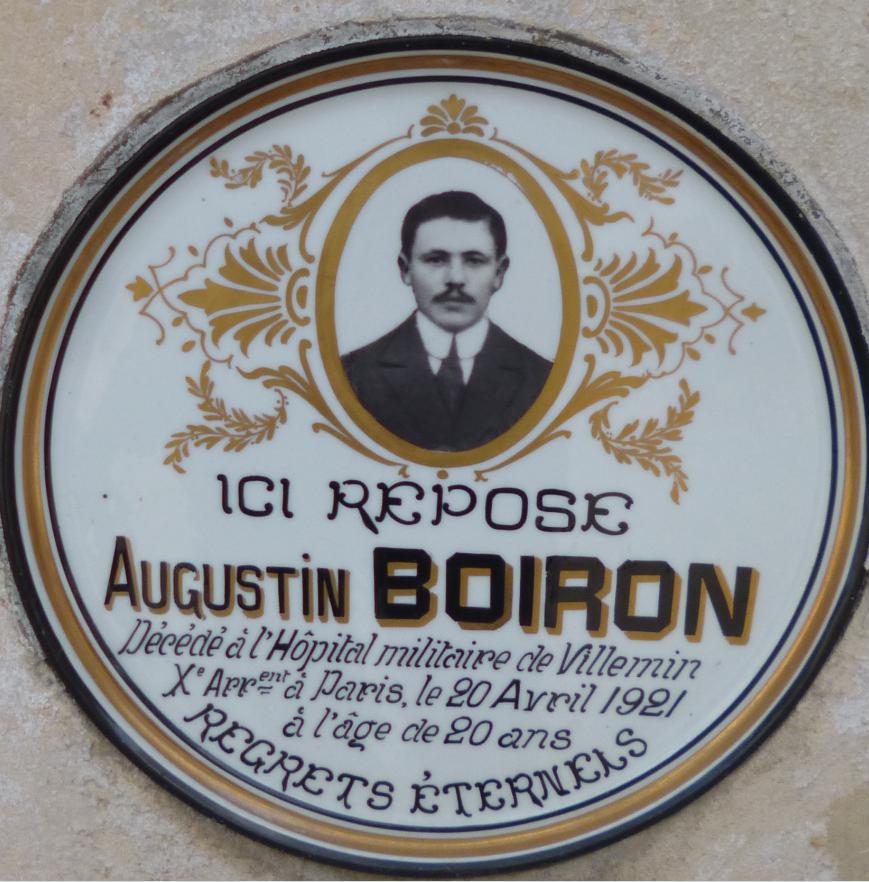 ICI REPOSE
AUGUSTIN BOIRON
Décédé à l'Hôpital militaire de Villemin
Xe Arrent à Paris, le 20 Avril 1921
à l'âge de 20 ans
REGRETS ÉTERNELS